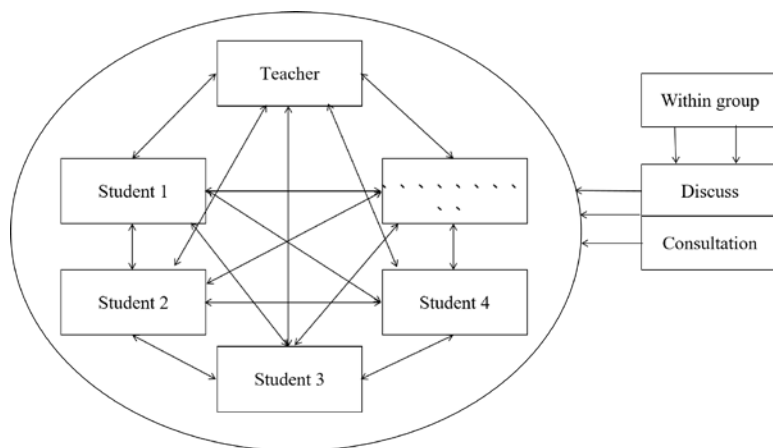 Teacher
Within group
Student 1
Discuss
Consultation
Student 2
Student 4
Student 3